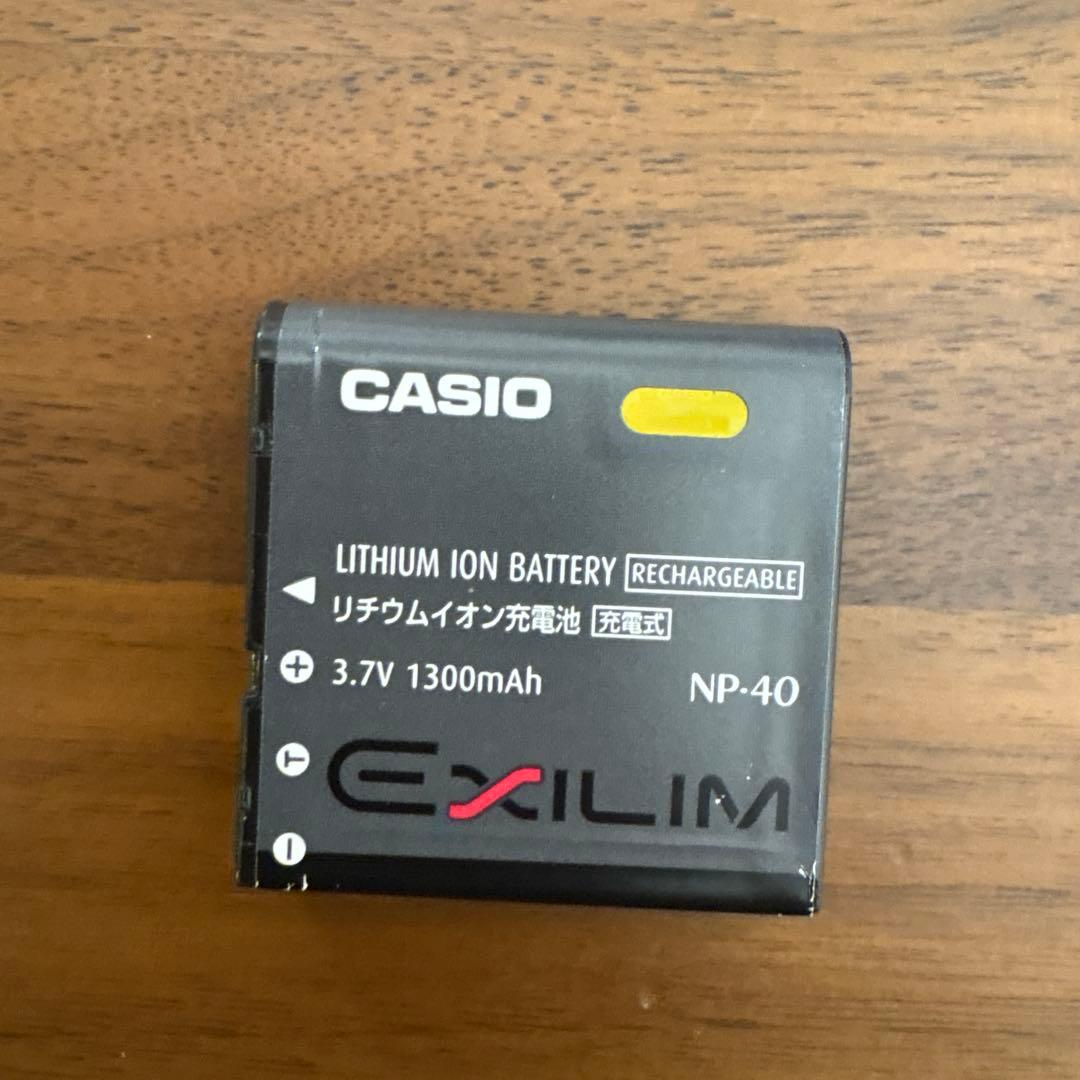 CASIO
LITHIUM ION BATTERY RECHARGEABLE
リチウムイオン充電池 充電式
+ 3.7V 1300mAh NP-40
T EXILIM
-